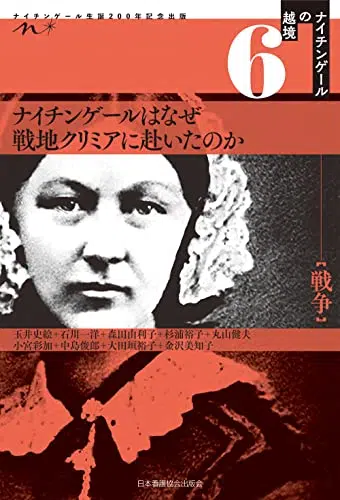 ナイチンゲール生誕200年記念出版
n
ナイチンゲール
の
越境
6
ナイチンゲールはなぜ
戦地クリミアに赴いたのか
【戦争】
玉井史絵+石川一洋+森田由利子+杉浦裕子+丸山健夫
小宮彩加+中島俊郎+大田垣裕子+金沢美知子
日本看護協会出版会